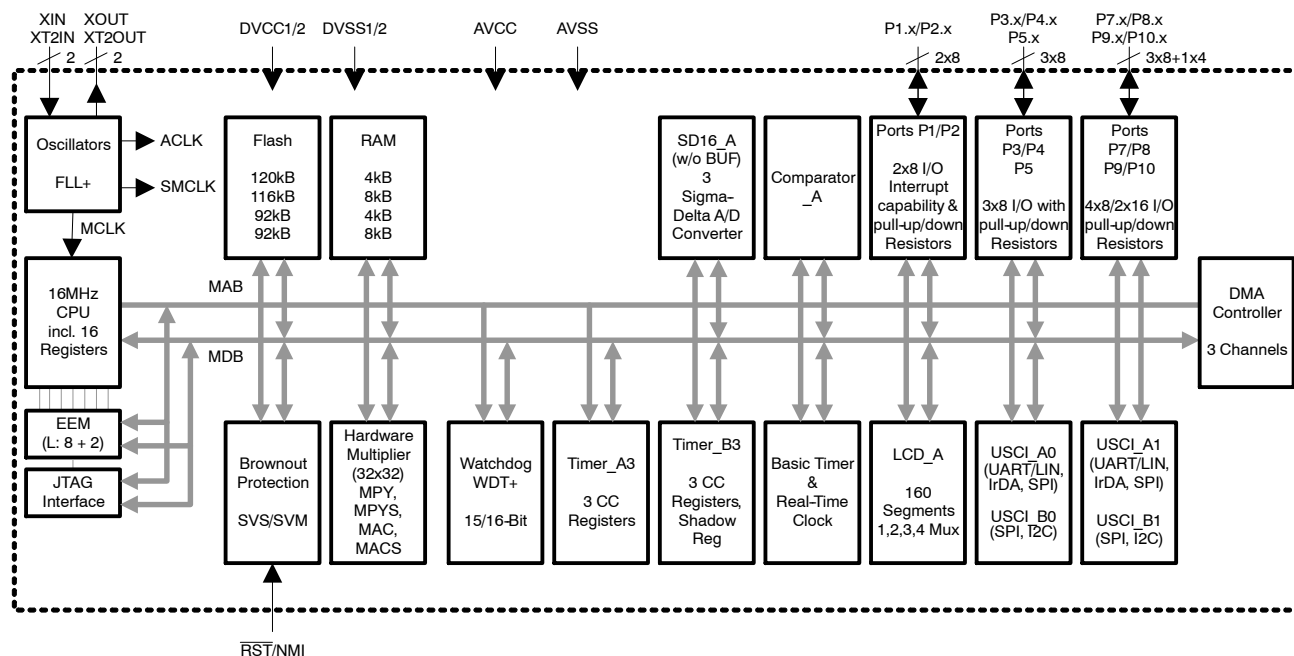 XIN
XT2IN
2
XOUT
XT2OUT
2
DVCC1/2
DVSS1/2
AVCC
AVSS
P1.x/P2.x
2x8
P3.x/P4.x
P5.x
3x8
P7.x/P8.x
P9.x/P10.x
3x8+1x4
Oscillators
FLL+
ACLK
SMCLK
MCLK
Flash
120kB
116kB
92kB
92kB
RAM
4kB
8kB
4kB
8kB
SD16_A
(w/o BUF)
3
Sigma-
Delta A/D
Converter
Comparator
_A
Ports P1/P2
2x8 I/O
Interrupt
capability &
pull-up/down
Resistors
Ports
P3/P4
P5
3x8 I/O with
pull-up/down
Resistors
Ports
P7/P8
P9/P10
4x8/2x16 I/O
pull-up/down
Resistors
16MHz
CPU
incl. 16
Registers
MAB
MDB
DMA
Controller
3 Channels
EEM
(L: 8 + 2)
JTAG
Interface
Brownout
Protection
SVS/SVM
Hardware
Multiplier
(32x32)
MPY,
MPYS,
MAC,
MACS
Watchdog
WDT+
15/16-Bit
Timer_A3
3 CC
Registers
Timer_B3
3 CC
Registers,
Shadow
Reg
Basic Timer
&
Real-Time
Clock
LCD_A
160
Segments
1,2,3,4 Mux
USCI_A0
(UART/LIN,
IrDA, SPI)
USCI_B0
(SPI, I2C)
USCI_A1
(UART/LIN,
IrDA, SPI)
USCI_B1
(SPI, I2C)
RST/NMI